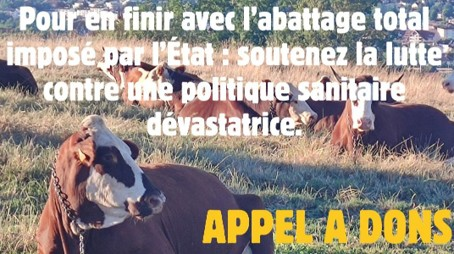 Pour en finir avec l'abattage total
imposé par l'État : soutenez la lutte
contre une politique sanitaire
dévastatrice.
APPEL A DONS